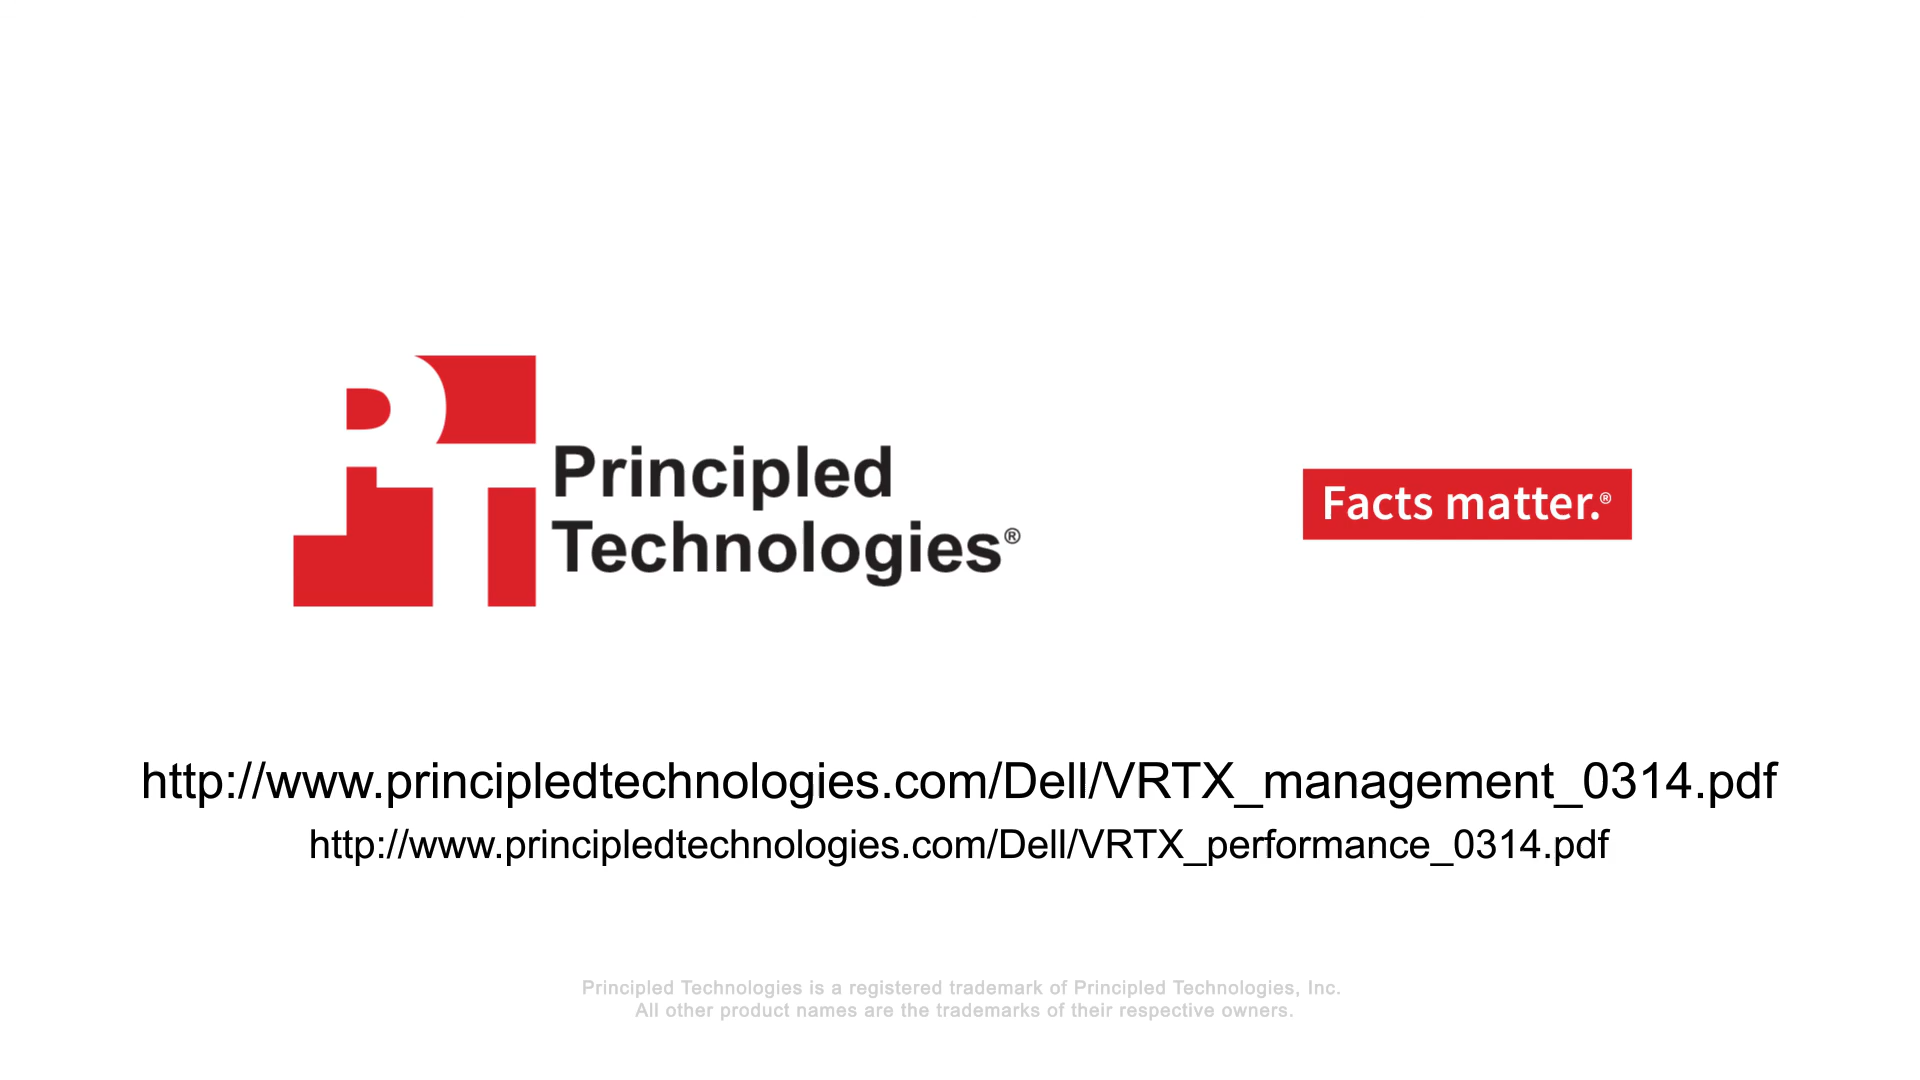 PT
Principled
Technologies®
Facts matter.®
http://www.principledtechnologies.com/Dell/VRTX_management_0314.pdf
http://www.principledtechnologies.com/Dell/VRTX_performance_0314.pdf
Principled Technologies is a registered trademark of Principled Technologies, Inc.
All other product names are the trademarks of their respective owners.